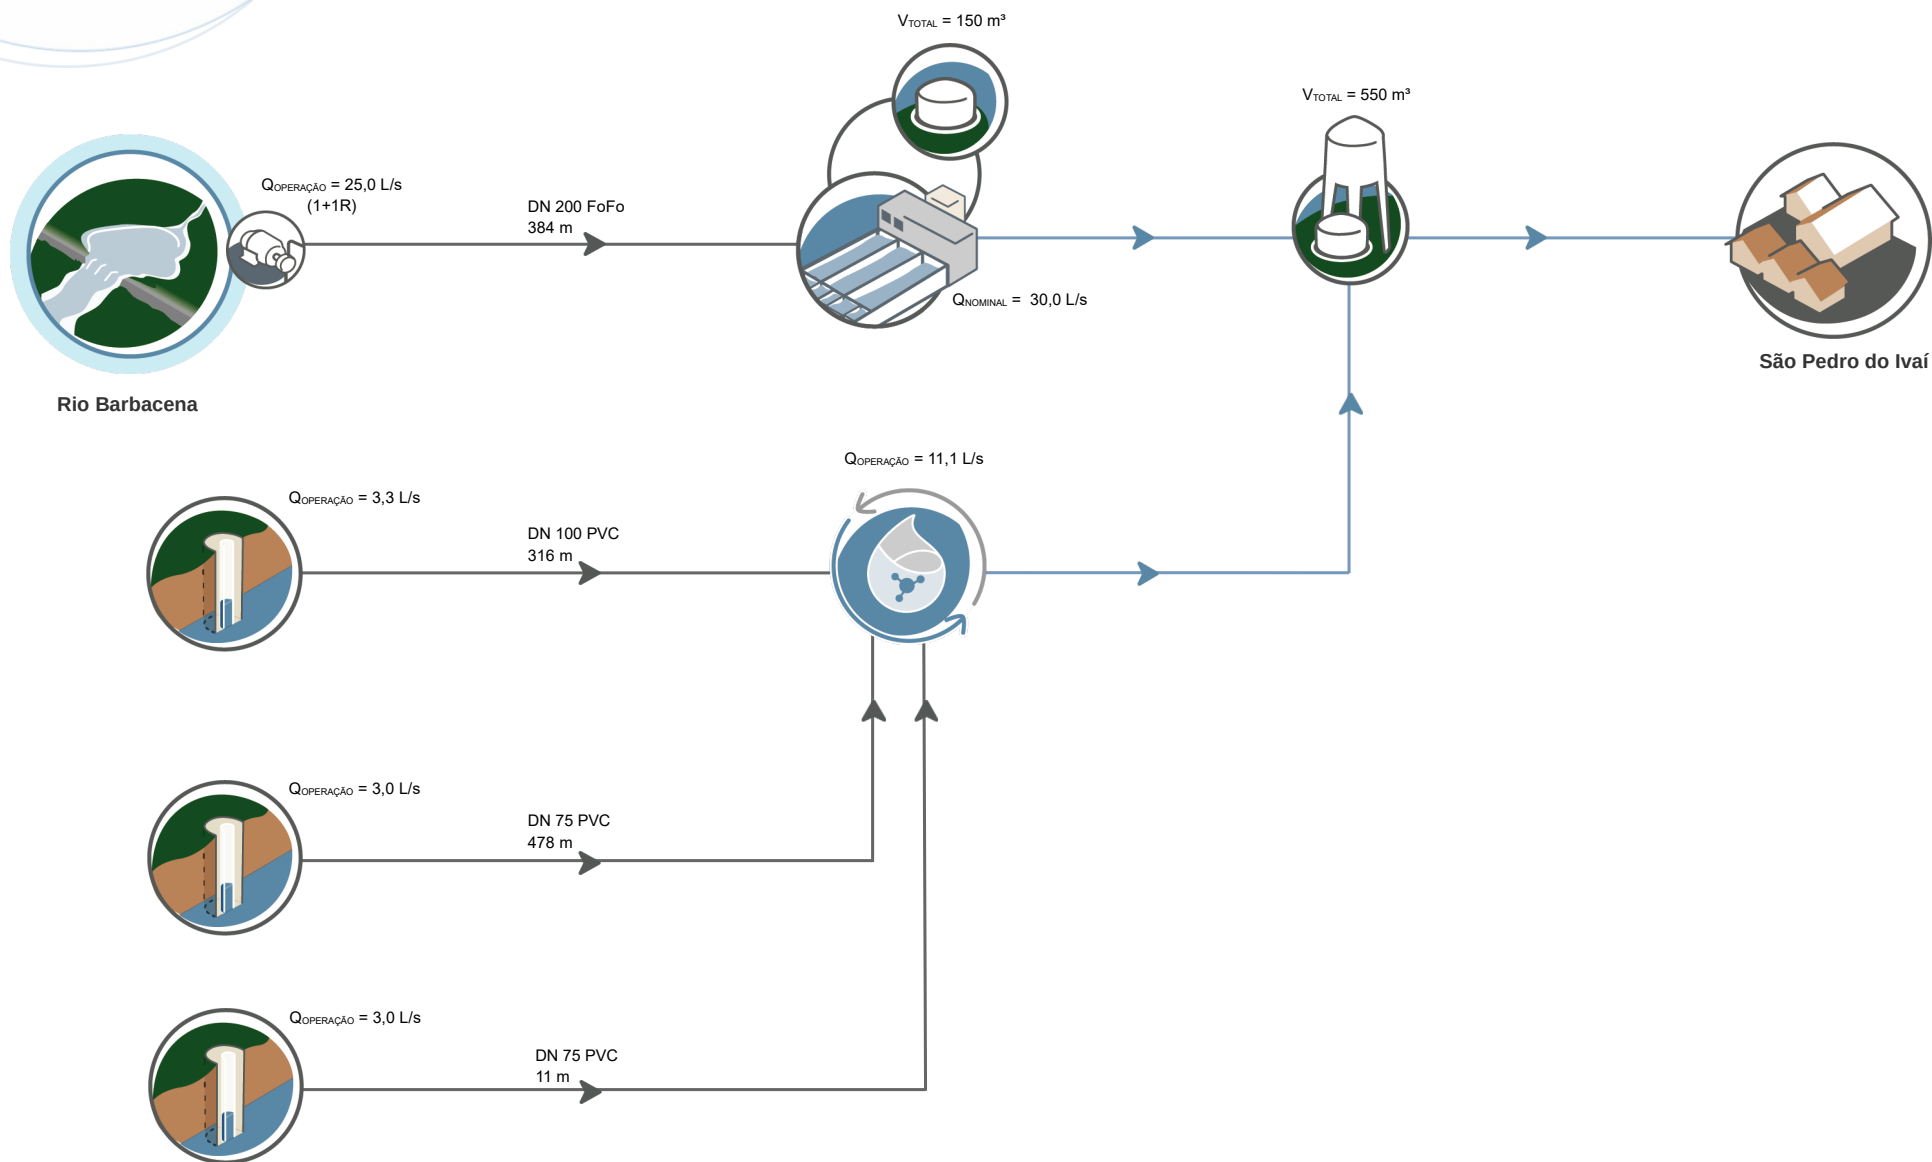 VTOTAL = 150 m³
VTOTAL = 550 m³
QOPERAÇÃO = 25,0 L/s
(1+1R)
DN 200 FoFo
384 m
QNOMINAL = 30,0 L/s
São Pedro do Ivaí
Rio Barbacena
QOPERAÇÃO = 11,1 L/s
QOPERAÇÃO = 3,3 L/s
DN 100 PVC
316 m
QOPERAÇÃO = 3,0 L/s
DN 75 PVC
478 m
QOPERAÇÃO = 3,0 L/s
DN 75 PVC
11 m